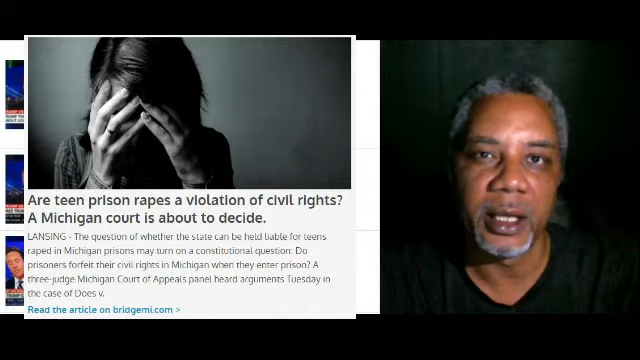 Are teen prison rapes a violation of civil rights?
A Michigan court is about to decide.
LANSING - The question of whether the state can be held liable for teens
raped in Michigan prisons may turn on a constitutional question: Do
prisoners forfeit their civil rights in Michigan when they enter prison? A
three-judge Michigan Court of Appeals panel heard arguments Tuesday in
the case of Does v.
Read the article on bridgemi.com >